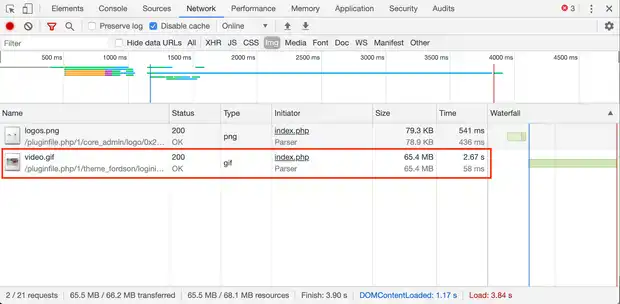 Elements Console Sources Network Performance Memory Application Security Audits 3
Preserve log Disable cache Online
Filter Hide data URLs All XHR JS CSS Img Media Font Doc WS Manifest Other
500 ms 1000 ms 1500 ms 2000 ms 2500 ms 3000 ms 3500 ms 4000 ms 4500 ms
Name Status Type Initiator Size Time Waterfall
logos.png 200 png index.php 79.3 KB 541 ms
/pluginfile.php/1/core_admin/logo/0x2... OK Parser 78.9 KB 436 ms
video.gif 200 gif index.php 65.4 MB 2.67 s
/pluginfile.php/1/theme_fordson/logini... OK Parser 65.4 MB 58 ms
2 / 21 requests 65.5 MB / 66.2 MB transferred 65.5 MB / 68.1 MB resources Finish: 3.90 s DOMContentLoaded: 1.17 s Load: 3.84 s